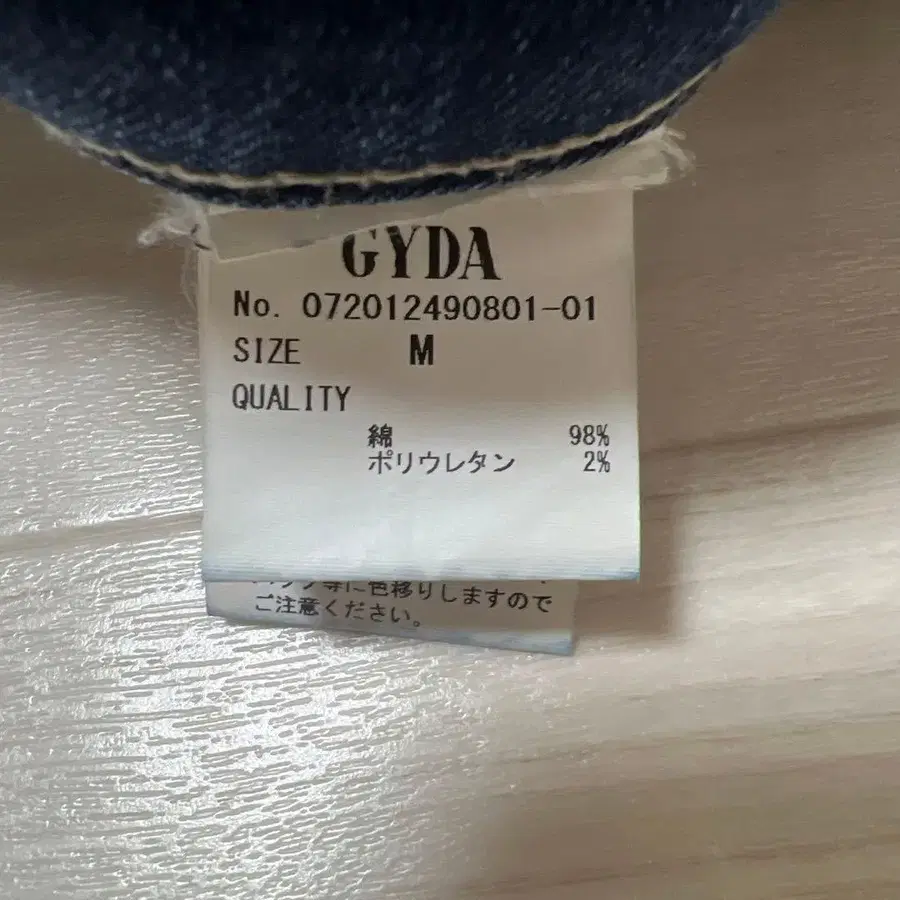 GYDA
No. 072012490801-01
SIZE M
QUALITY
綿 98%
ポリウレタン 2%
等に色移りしますので
ご注意ください。